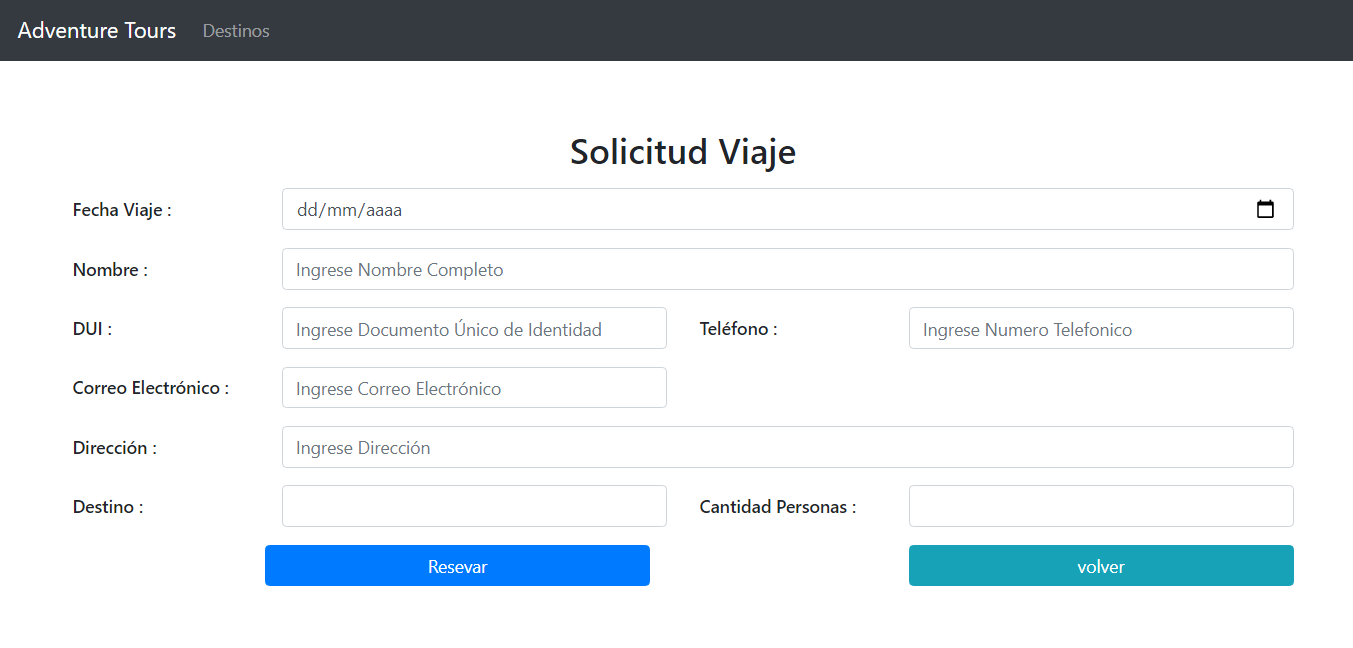 Adventure Tours Destinos
Solicitud Viaje
Fecha Viaje : dd/mm/aaaa
Nombre : Ingrese Nombre Completo
DUI : Ingrese Documento Único de Identidad Teléfono : Ingrese Numero Telefonico
Correo Electrónico : Ingrese Correo Electrónico
Dirección : Ingrese Dirección
Destino : Cantidad Personas :
Resevar volver